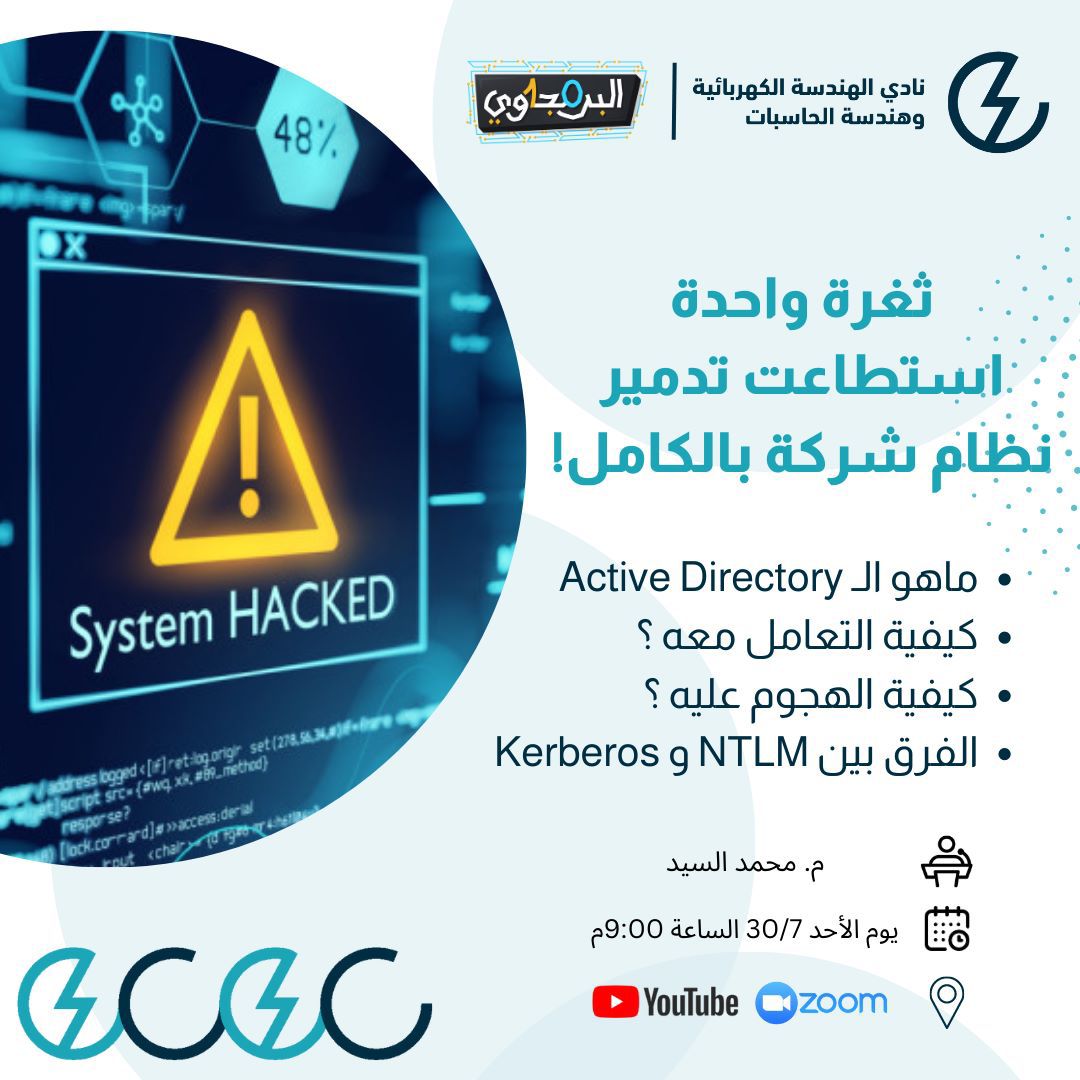 نادي الهندسة الكهربائية
وهندسة الحاسبات
البرمجاوي
48%
System HACKED
ثغرة واحدة
استطاعت تدمير
نظام شركة بالكامل!
ماهو الـ Active Directory
كيفية التعامل معه ؟
كيفية الهجوم عليه ؟
الفرق بين NTLM و Kerberos
م. محمد السيد
يوم الأحد 30/7 الساعة 9:00م
zoom YouTube
ecec